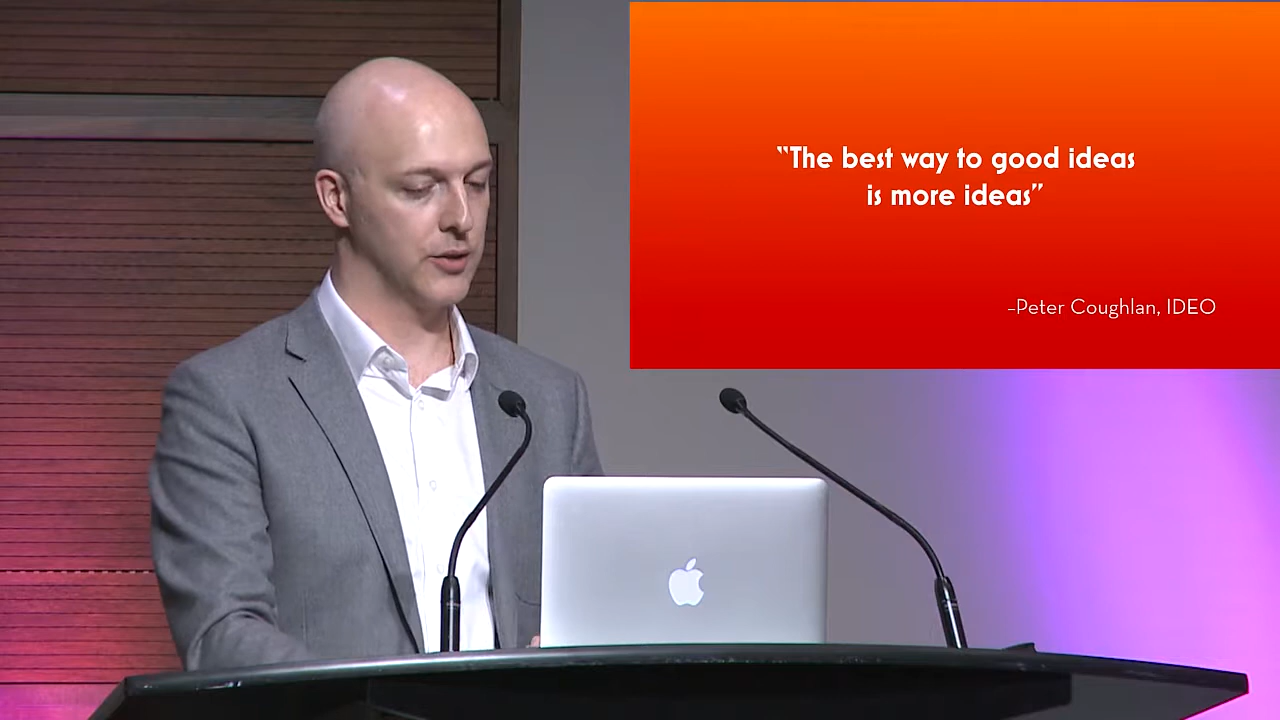 “The best way to good ideas
is more ideas”
–Peter Coughlan, IDEO